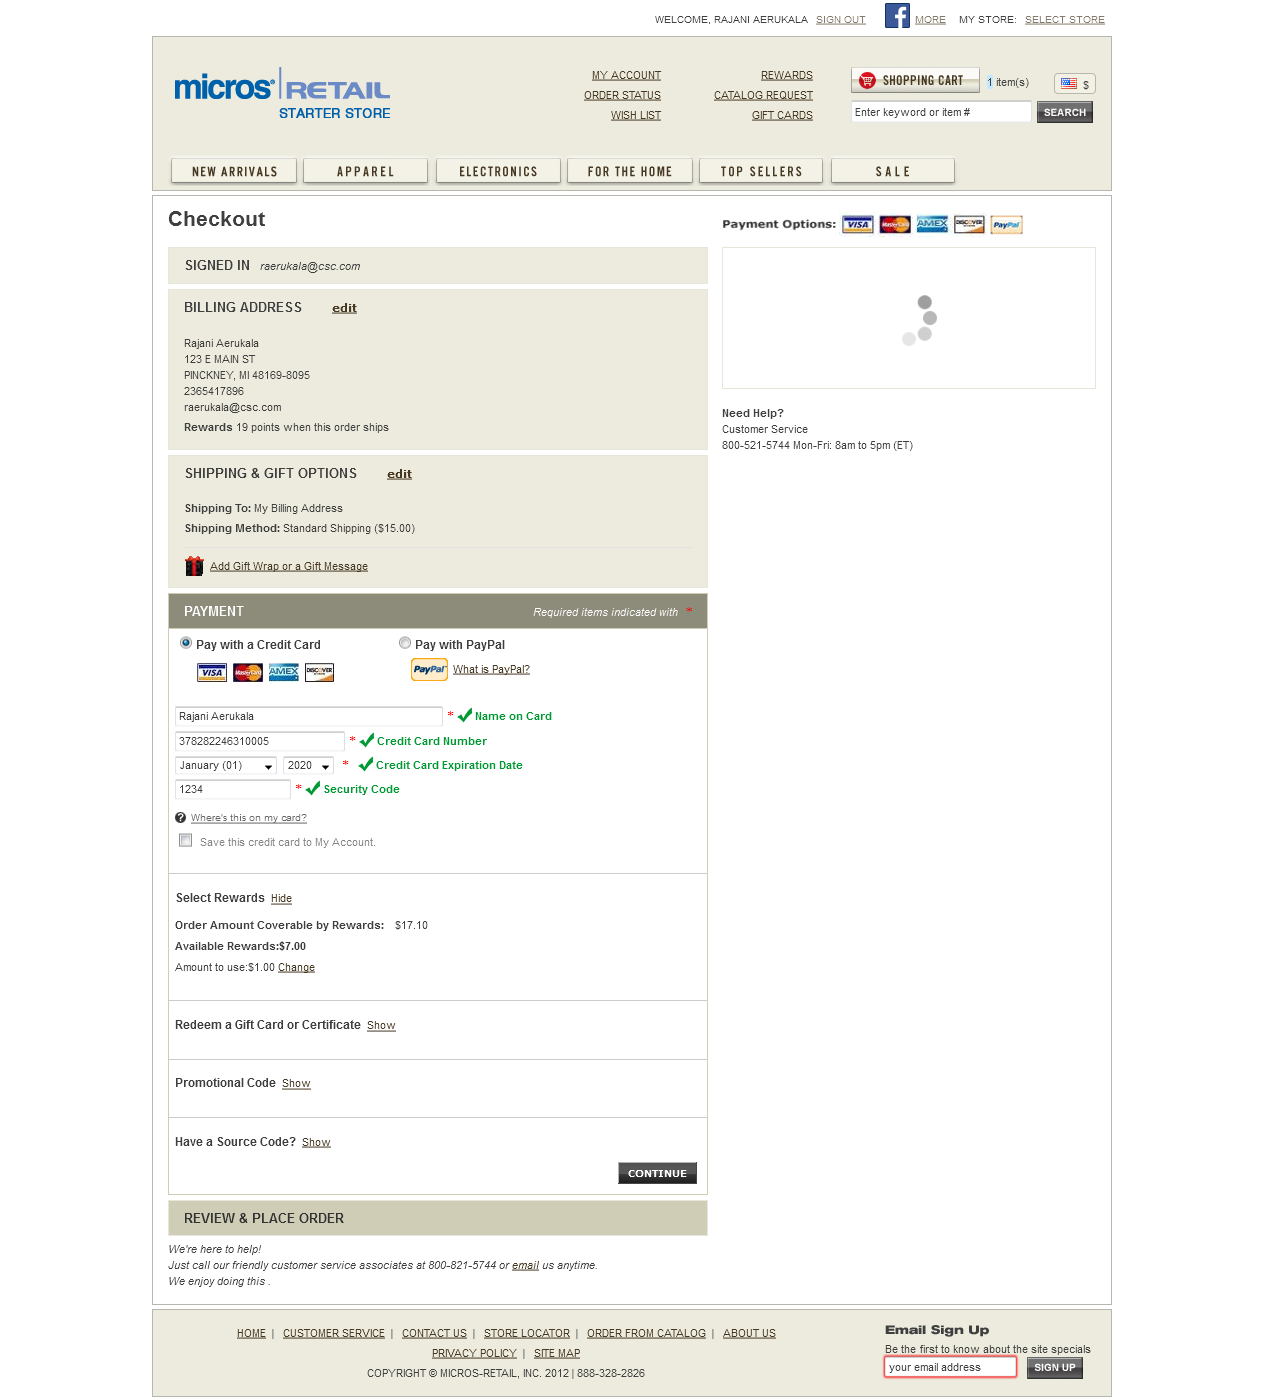 WELCOME, RAJANI AERUKALA SIGN OUT MORE MY STORE: SELECT STORE
micros RETAIL
STARTER STORE
MY ACCOUNT
ORDER STATUS
WISH LIST
REWARDS
CATALOG REQUEST
GIFT CARDS
SHOPPING CART 1 item(s) $
Enter keyword or item # SEARCH
NEW ARRIVALS APPAREL ELECTRONICS FOR THE HOME TOP SELLERS SALE
Checkout
Payment Options: VISA MasterCard AMEX DISCOVER PayPal
SIGNED IN raerukala@csc.com
BILLING ADDRESS edit
Rajani Aerukala
123 E MAIN ST
PINCKNEY, MI 48169-8095
2365417896
raerukala@csc.com
Rewards 19 points when this order ships
Need Help?
Customer Service
800-521-5744 Mon-Fri: 8am to 5pm (ET)
SHIPPING & GIFT OPTIONS edit
Shipping To: My Billing Address
Shipping Method: Standard Shipping ($15.00)
Add Gift Wrap or a Gift Message
PAYMENT Required items indicated with *
Pay with a Credit Card Pay with PayPal
VISA MasterCard AMEX DISCOVER PayPal What is PayPal?
Rajani Aerukala * Name on Card
378282246310005 * Credit Card Number
January (01) 2020 * Credit Card Expiration Date
1234 * Security Code
? Where's this on my card?
Save this credit card to My Account.
Select Rewards Hide
Order Amount Coverable by Rewards: $17.10
Available Rewards:$7.00
Amount to use:$1.00 Change
Redeem a Gift Card or Certificate Show
Promotional Code Show
Have a Source Code? Show
CONTINUE
REVIEW & PLACE ORDER
We're here to help!
Just call our friendly customer service associates at 800-821-5744 or email us anytime.
We enjoy doing this .
HOME | CUSTOMER SERVICE | CONTACT US | STORE LOCATOR | ORDER FROM CATALOG | ABOUT US
PRIVACY POLICY | SITE MAP
COPYRIGHT © MICROS-RETAIL, INC. 2012 | 888-328-2826
Email Sign Up
Be the first to know about the site specials
your email address SIGN UP